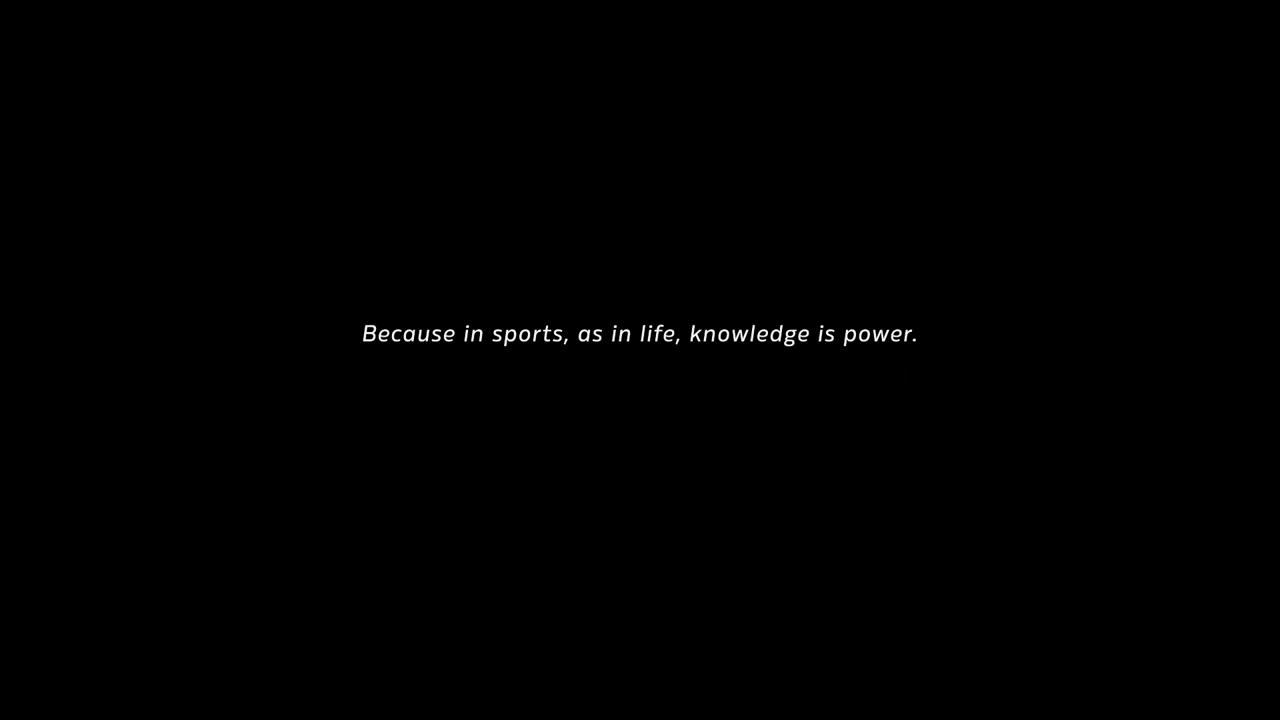 Because in sports, as in life, knowledge is power.